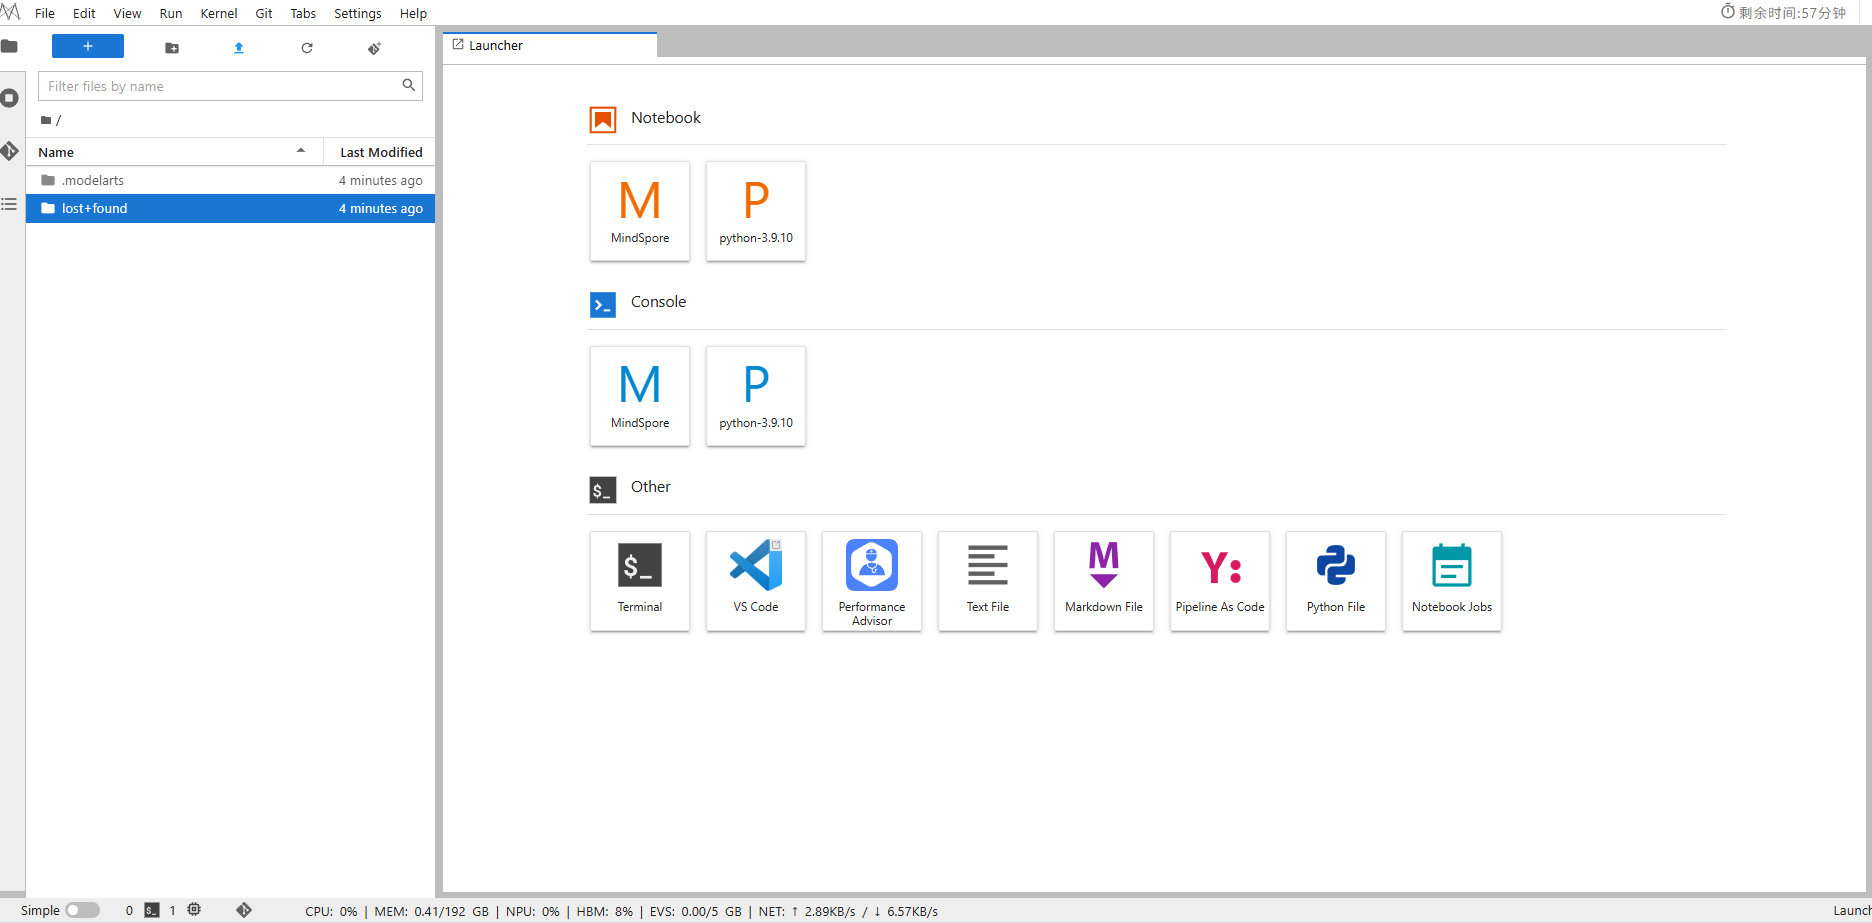 File Edit View Run Kernel Git Tabs Settings Help
剩余时间:57分钟
+
Filter files by name
/
Name Last Modified
.modelarts 4 minutes ago
lost+found 4 minutes ago
Launcher
Notebook
M
MindSpore
P
python-3.9.10
>_ Console
M
MindSpore
P
python-3.9.10
$_ Other
$_
Terminal
VS Code
Performance
Advisor
Text File
M
Markdown File
Y:
Pipeline As Code
Python File
Notebook Jobs
Simple 0 $_ 1 CPU: 0% | MEM: 0.41/192 GB | NPU: 0% | HBM: 8% | EVS: 0.00/5 GB | NET: ↑ 2.89KB/s / ↓ 6.57KB/s Launch